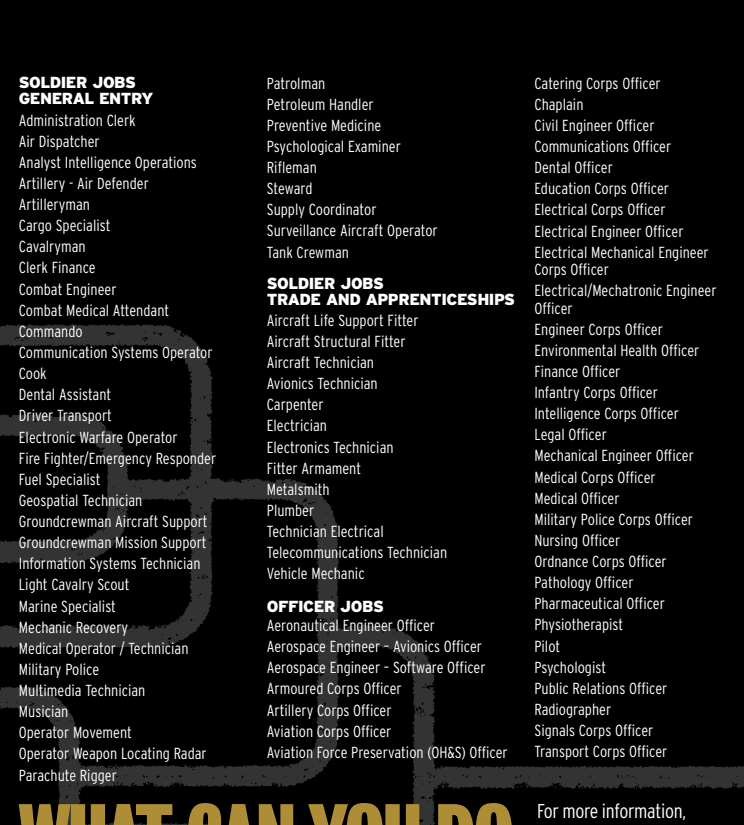 SOLDIER JOBS
GENERAL ENTRY
Administration Clerk
Air Dispatcher
Analyst Intelligence Operations
Artillery - Air Defender
Artilleryman
Cargo Specialist
Cavalryman
Clerk Finance
Combat Engineer
Combat Medical Attendant
Commando
Communication Systems Operator
Cook
Dental Assistant
Driver Transport
Electronic Warfare Operator
Fire Fighter/Emergency Responder
Fuel Specialist
Geospatial Technician
Groundcrewman Aircraft Support
Groundcrewman Mission Support
Information Systems Technician
Light Cavalry Scout
Marine Specialist
Mechanic Recovery
Medical Operator / Technician
Military Police
Multimedia Technician
Musician
Operator Movement
Operator Weapon Locating Radar
Parachute Rigger
Patrolman
Petroleum Handler
Preventive Medicine
Psychological Examiner
Rifleman
Steward
Supply Coordinator
Surveillance Aircraft Operator
Tank Crewman
SOLDIER JOBS
TRADE AND APPRENTICESHIPS
Aircraft Life Support Fitter
Aircraft Structural Fitter
Aircraft Technician
Avionics Technician
Carpenter
Electrician
Electronics Technician
Fitter Armament
Metalsmith
Plumber
Technician Electrical
Telecommunications Technician
Vehicle Mechanic
OFFICER JOBS
Aeronautical Engineer Officer
Aerospace Engineer – Avionics Officer
Aerospace Engineer – Software Officer
Armoured Corps Officer
Artillery Corps Officer
Aviation Corps Officer
Aviation Force Preservation (OH&S) Officer
Catering Corps Officer
Chaplain
Civil Engineer Officer
Communications Officer
Dental Officer
Education Corps Officer
Electrical Corps Officer
Electrical Engineer Officer
Electrical Mechanical Engineer
Corps Officer
Electrical/Mechatronic Engineer
Officer
Engineer Corps Officer
Environmental Health Officer
Finance Officer
Infantry Corps Officer
Intelligence Corps Officer
Legal Officer
Mechanical Engineer Officer
Medical Corps Officer
Medical Officer
Military Police Corps Officer
Nursing Officer
Ordnance Corps Officer
Pathology Officer
Pharmaceutical Officer
Physiotherapist
Pilot
Psychologist
Public Relations Officer
Radiographer
Signals Corps Officer
Transport Corps Officer
WHAT CAN YOU DO
For more information,